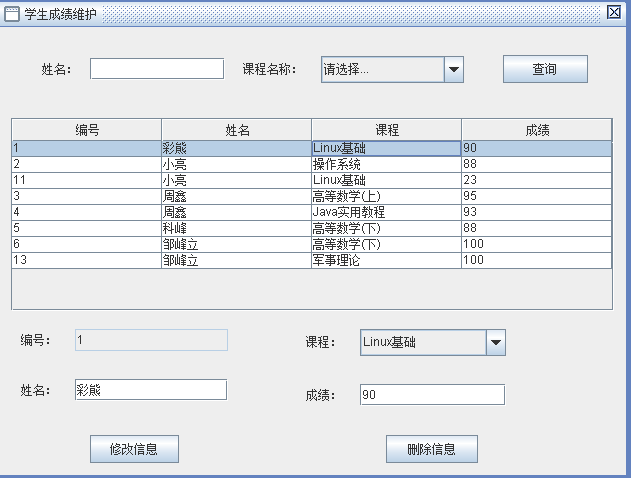 学生成绩维护
姓名： 课程名称： 请选择... 查询
编号 姓名 课程 成绩
1 彩熊 Linux基础 90
2 小亮 操作系统 88
11 小亮 Linux基础 23
3 周鑫 高等数学(上) 95
4 周鑫 Java实用教程 93
5 科峰 高等数学(下) 88
6 邹峰立 高等数学(下) 100
13 邹峰立 军事理论 100
编号： 1 课程： Linux基础
姓名： 彩熊 成绩： 90
修改信息 删除信息